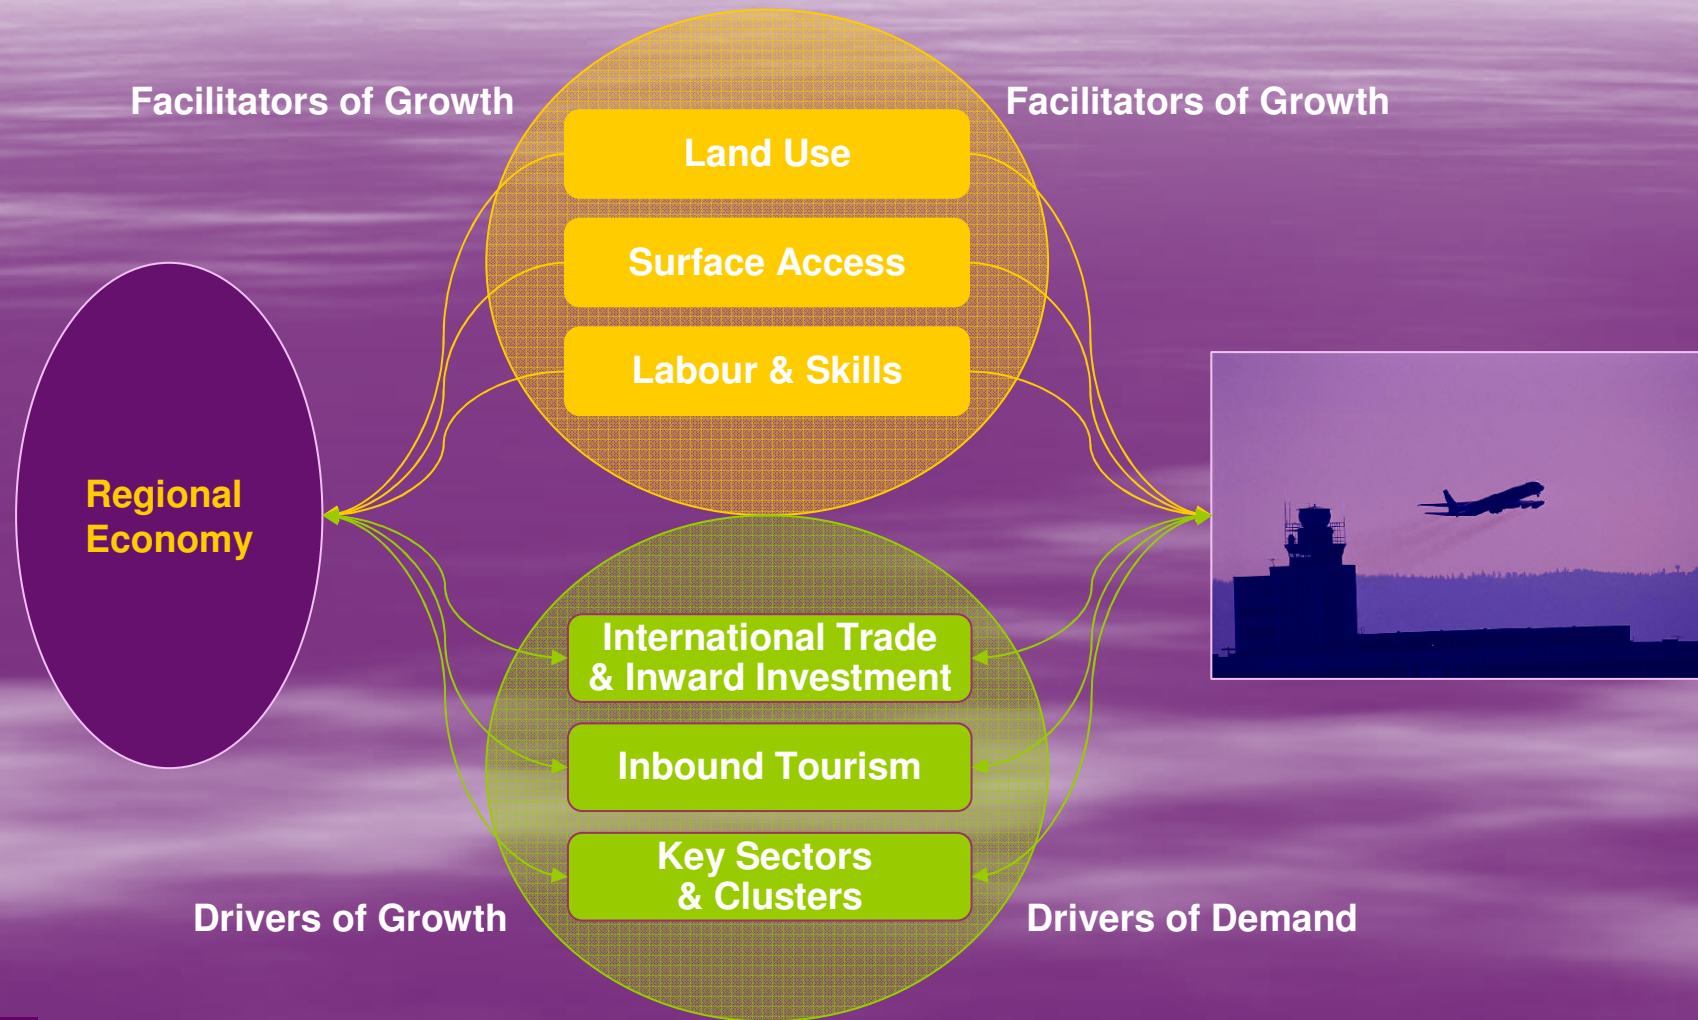 Facilitators of Growth
Facilitators of Growth
Land Use
Surface Access
Labour & Skills
Regional
Economy
International Trade
& Inward Investment
Inbound Tourism
Key Sectors
& Clusters
Drivers of Growth
Drivers of Demand